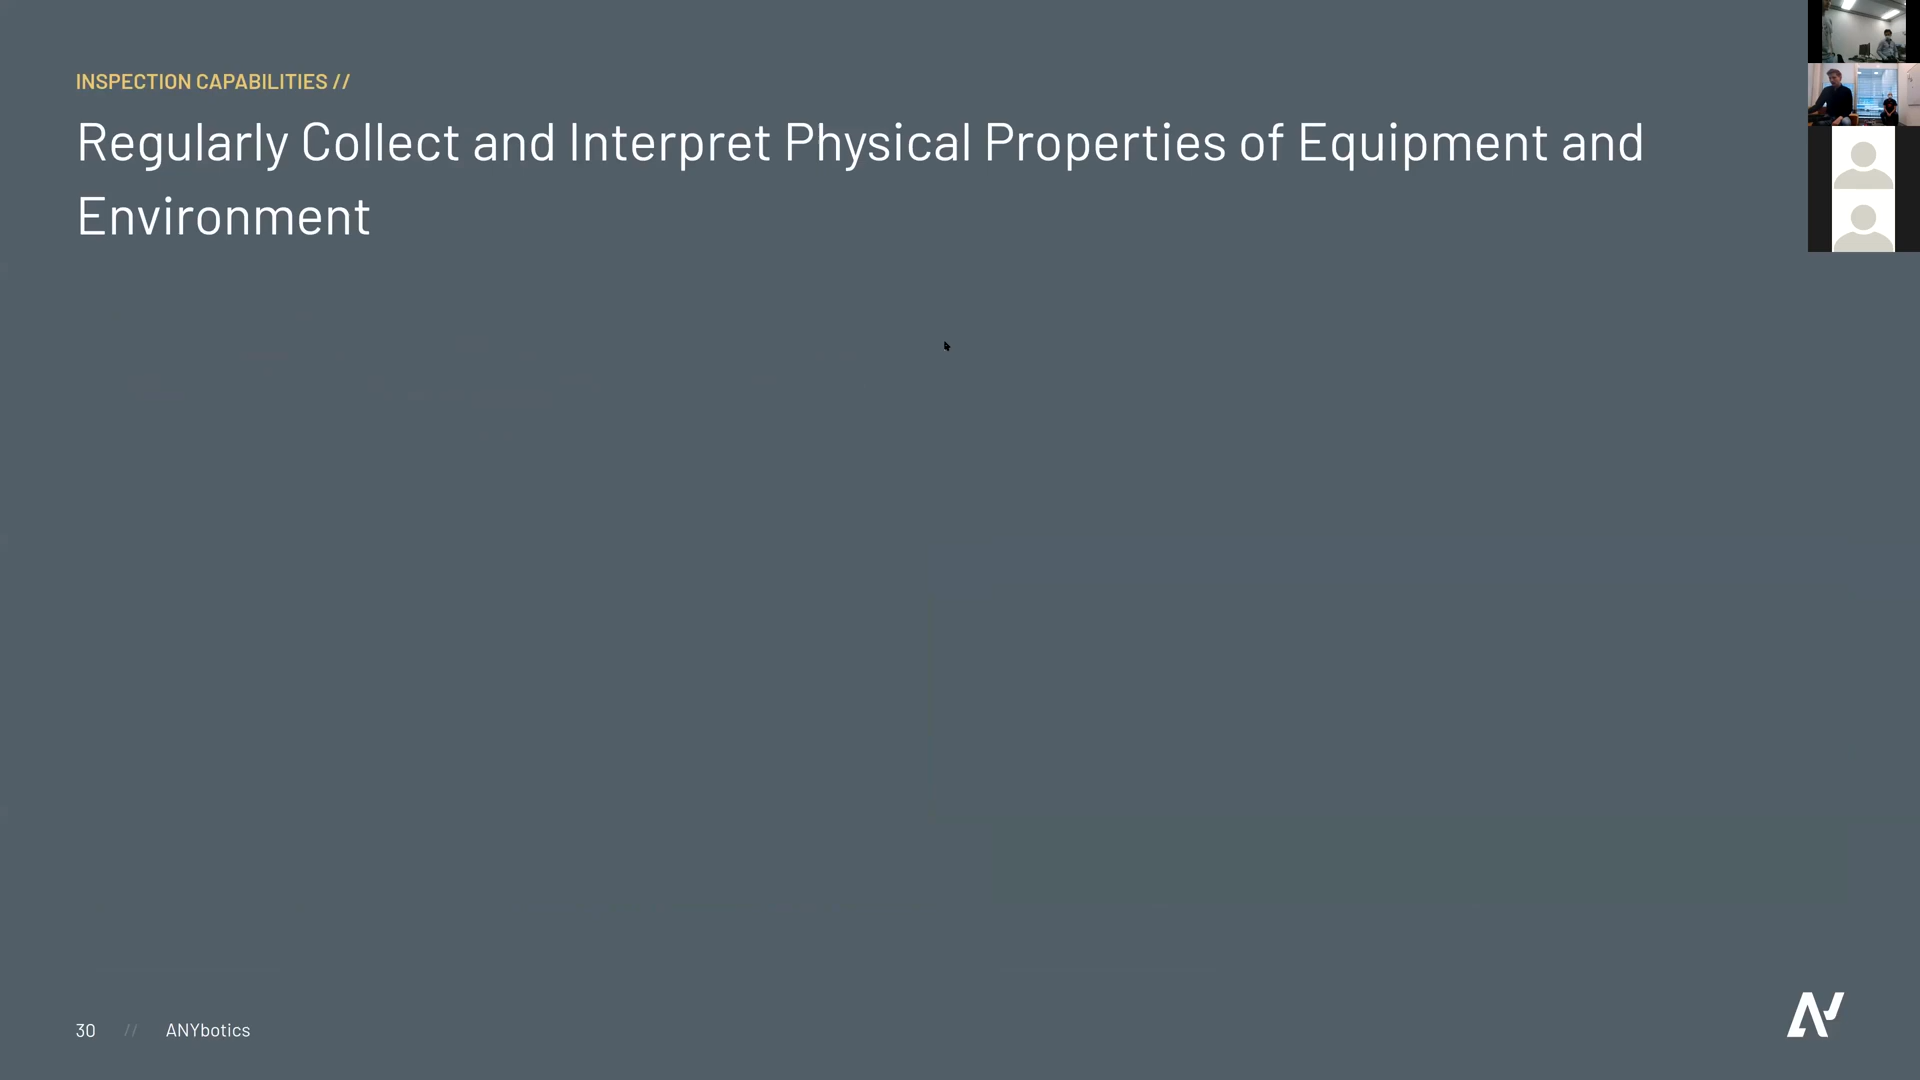 INSPECTION CAPABILITIES //
Regularly Collect and Interpret Physical Properties of Equipment and
Environment
30 // ANYbotics